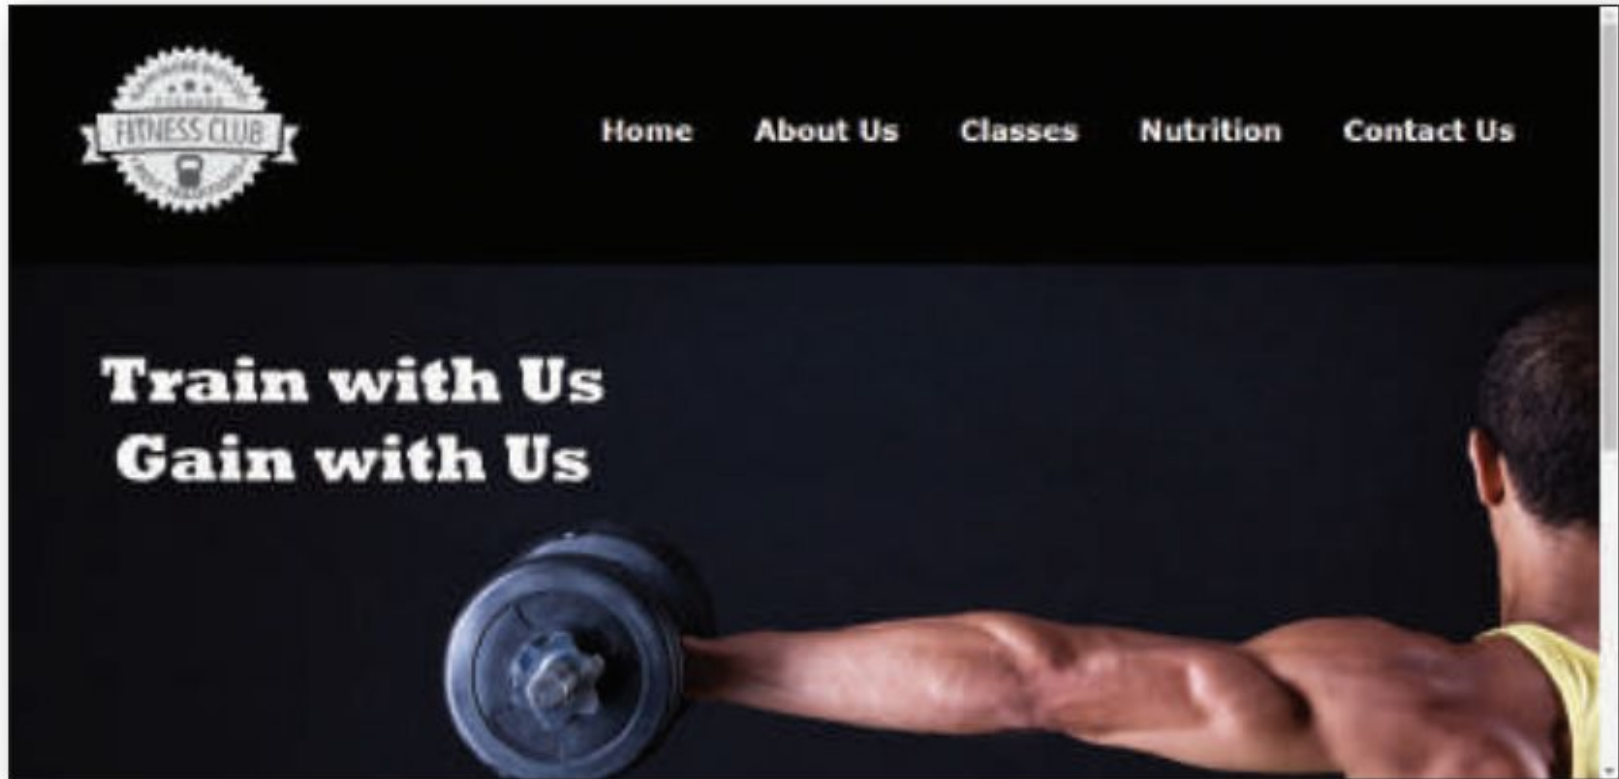 FITNESS CLUB
Home About Us Classes Nutrition Contact Us
Train with Us
Gain with Us